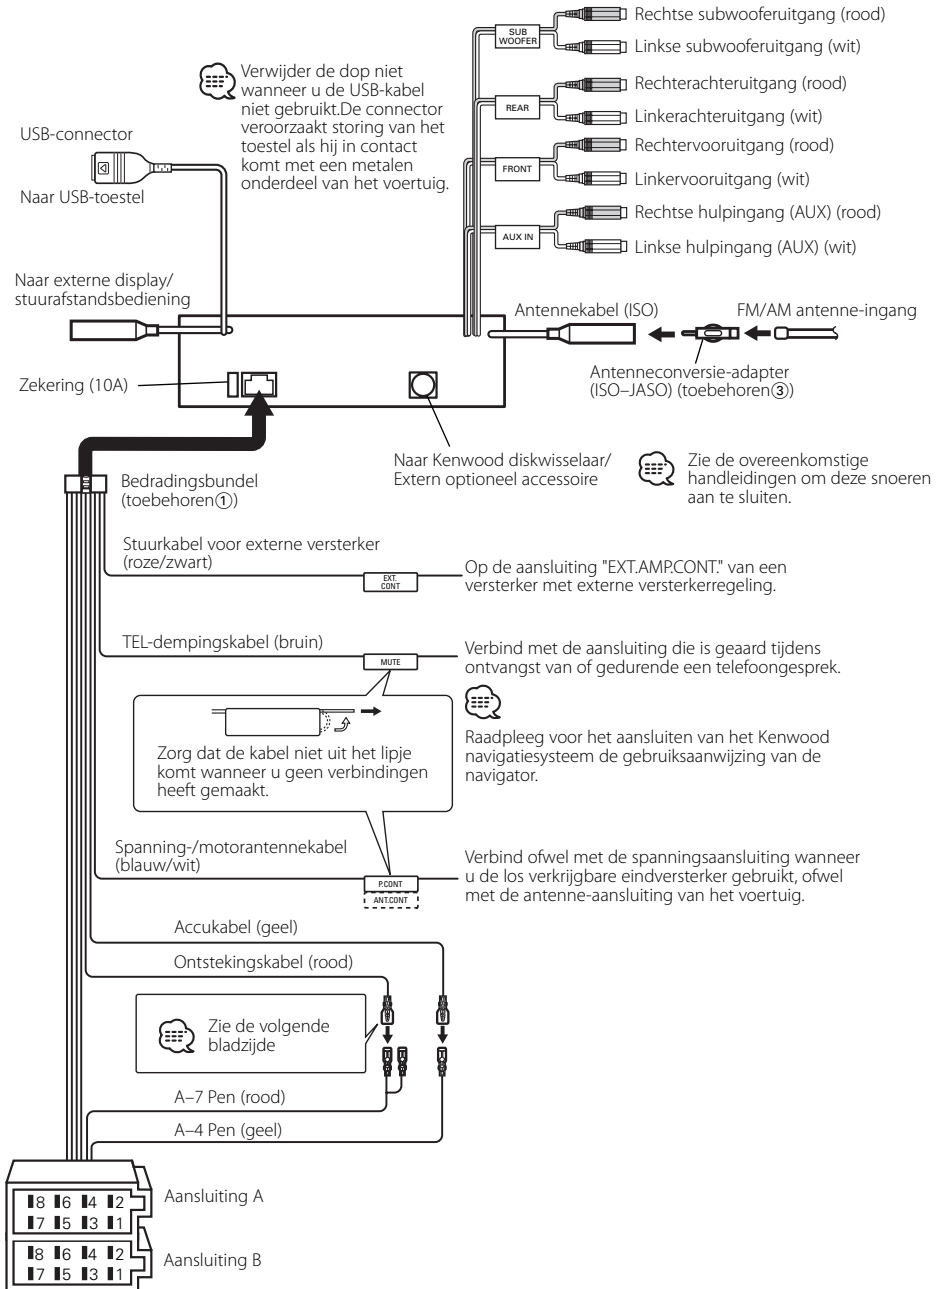 SUB
WOOFER
Rechtse subwooferuitgang (rood)
Linkse subwooferuitgang (wit)
REAR
Rechterachteruitgang (rood)
Linkerachteruitgang (wit)
FRONT
Rechtervooruitgang (rood)
Linkervooruitgang (wit)
AUX IN
Rechtse hulpingang (AUX) (rood)
Linkse hulpingang (AUX) (wit)
Verwijder de dop niet
wanneer u de USB-kabel
niet gebruikt.De connector
veroorzaakt storing van het
toestel als hij in contact
komt met een metalen
onderdeel van het voertuig.
USB-connector
Naar USB-toestel
Naar externe display/
stuurafstandsbediening
Antennekabel (ISO)
FM/AM antenne-ingang
Antenneconversie-adapter
(ISO–JASO) (toebehoren③)
Zekering (10A)
Naar Kenwood diskwisselaar/
Extern optioneel accessoire
Zie de overeenkomstige
handleidingen om deze snoeren
aan te sluiten.
Bedradingsbundel
(toebehoren①)
Stuurkabel voor externe versterker
(roze/zwart)
EXT.
CONT
Op de aansluiting "EXT.AMP.CONT." van een
versterker met externe versterkerregeling.
TEL-dempingskabel (bruin)
MUTE
Verbind met de aansluiting die is geaard tijdens
ontvangst van of gedurende een telefoongesprek.
Raadpleeg voor het aansluiten van het Kenwood
navigatiesysteem de gebruiksaanwijzing van de
navigator.
Zorg dat de kabel niet uit het lipje
komt wanneer u geen verbindingen
heeft gemaakt.
Spanning-/motorantennekabel
(blauw/wit)
P.CONT
ANT.CONT
Verbind ofwel met de spanningsaansluiting wanneer
u de los verkrijgbare eindversterker gebruikt, ofwel
met de antenne-aansluiting van het voertuig.
Accukabel (geel)
Ontstekingskabel (rood)
Zie de volgende
bladzijde
A–7 Pen (rood)
A–4 Pen (geel)
8 6 4 2
7 5 3 1
Aansluiting A
8 6 4 2
7 5 3 1
Aansluiting B